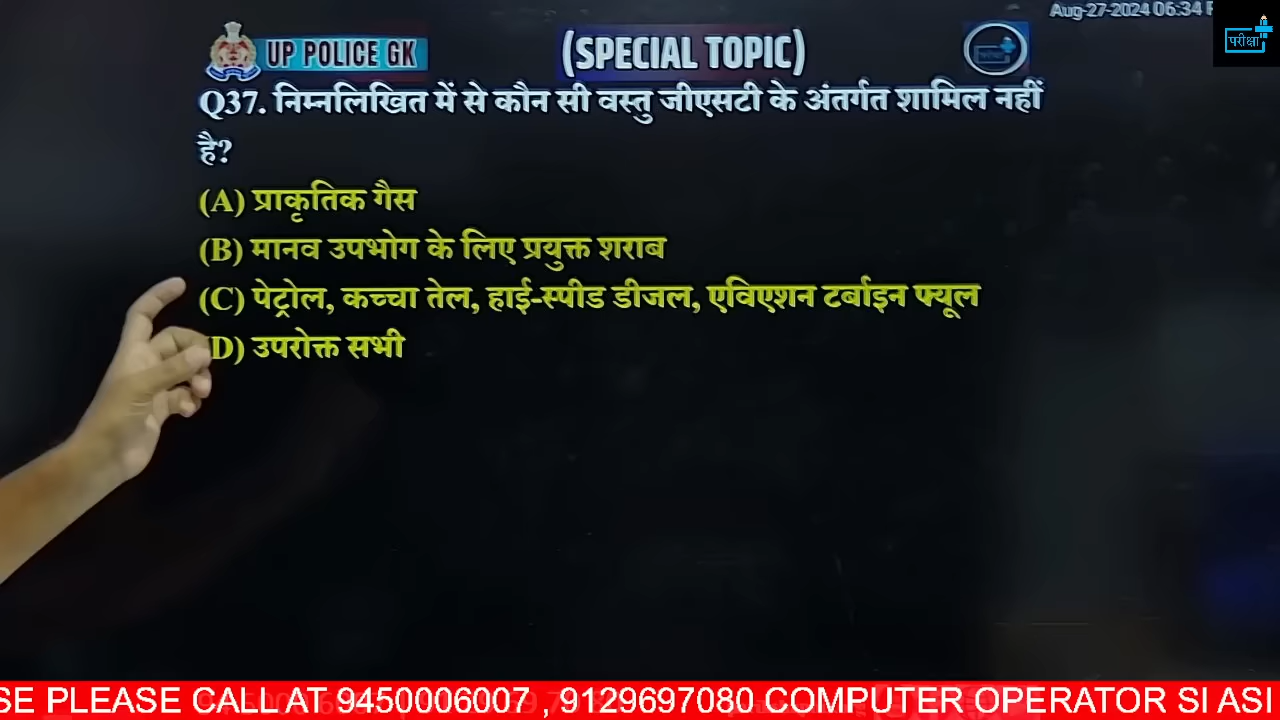 Aug-27-2024 06:34
परीक्षा
UP POLICE GK
(SPECIAL TOPIC)
Q37. निम्नलिखित में से कौन सी वस्तु जीएसटी के अंतर्गत शामिल नहीं
है?
(A) प्राकृतिक गैस
(B) मानव उपभोग के लिए प्रयुक्त शराब
(C) पेट्रोल, कच्चा तेल, हाई-स्पीड डीजल, एविएशन टर्बाइन फ्यूल
D) उपरोक्त सभी
SE PLEASE CALL AT 9450006007 , 9129697080 COMPUTER OPERATOR SI ASI